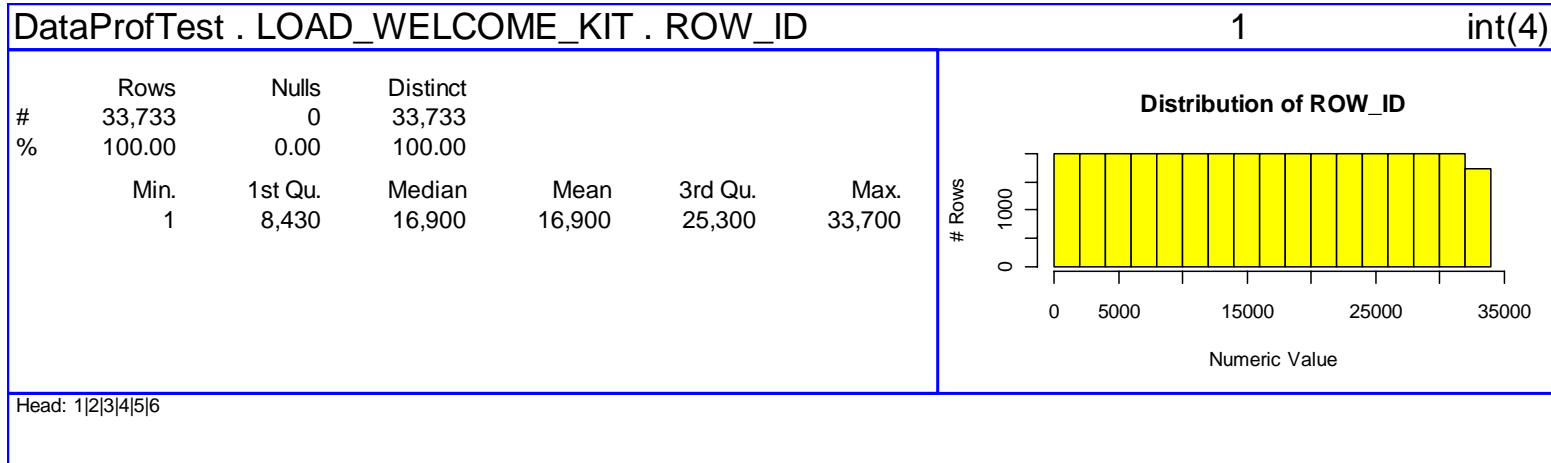 DataProfTest . LOAD_WELCOME_KIT . ROW_ID 1 int(4)
Rows Nulls Distinct
# 33,733 0 33,733
% 100.00 0.00 100.00
Min. 1st Qu. Median Mean 3rd Qu. Max.
1 8,430 16,900 16,900 25,300 33,700
Distribution of ROW_ID
# Rows
0 1000
0 5000 15000 25000 35000
Numeric Value
Head: 1|2|3|4|5|6